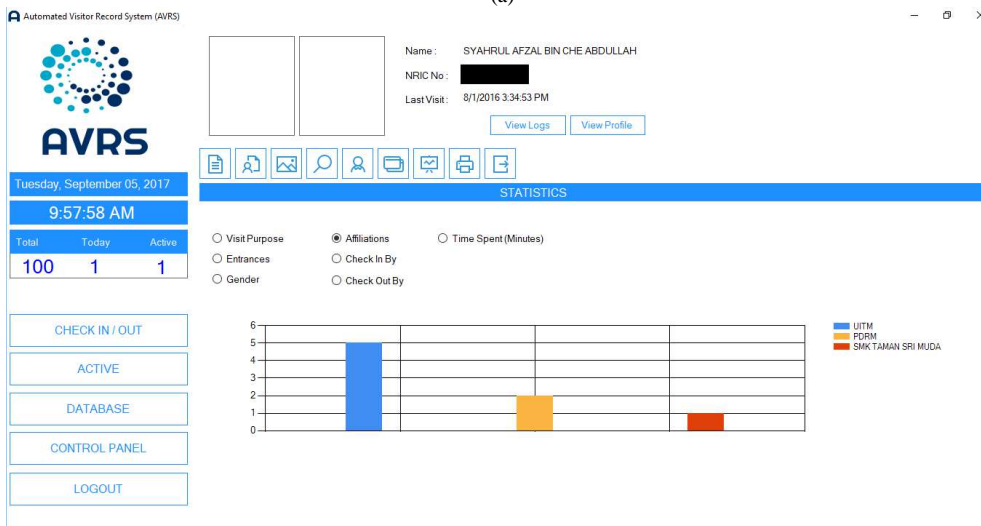 (a)
Automated Visitor Record System (AVRS)
AVRS
Tuesday, September 05, 2017
9:57:58 AM
Total Today Active
100 1 1
CHECK IN / OUT
ACTIVE
DATABASE
CONTROL PANEL
LOGOUT
Name : SYAHRUL AFZAL BIN CHE ABDULLAH
NRIC No :
Last Visit : 8/1/2016 3:34:53 PM
View Logs View Profile
STATISTICS
Visit Purpose Affiliations Time Spent (Minutes)
Entrances Check In By
Gender Check Out By
6
5
4
3
2
1
0
UITM
PDRM
SMK TAMAN SRI MUDA